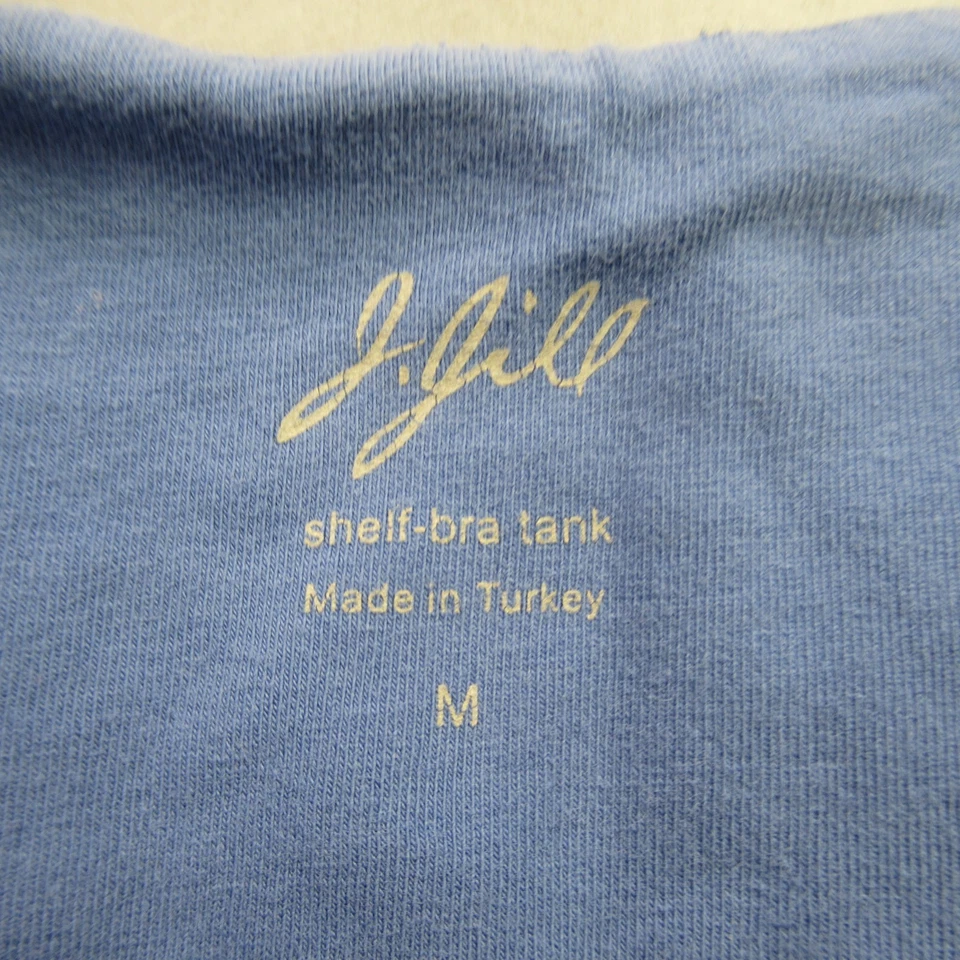 J.Jill
shelf-bra tank
Made in Turkey
M